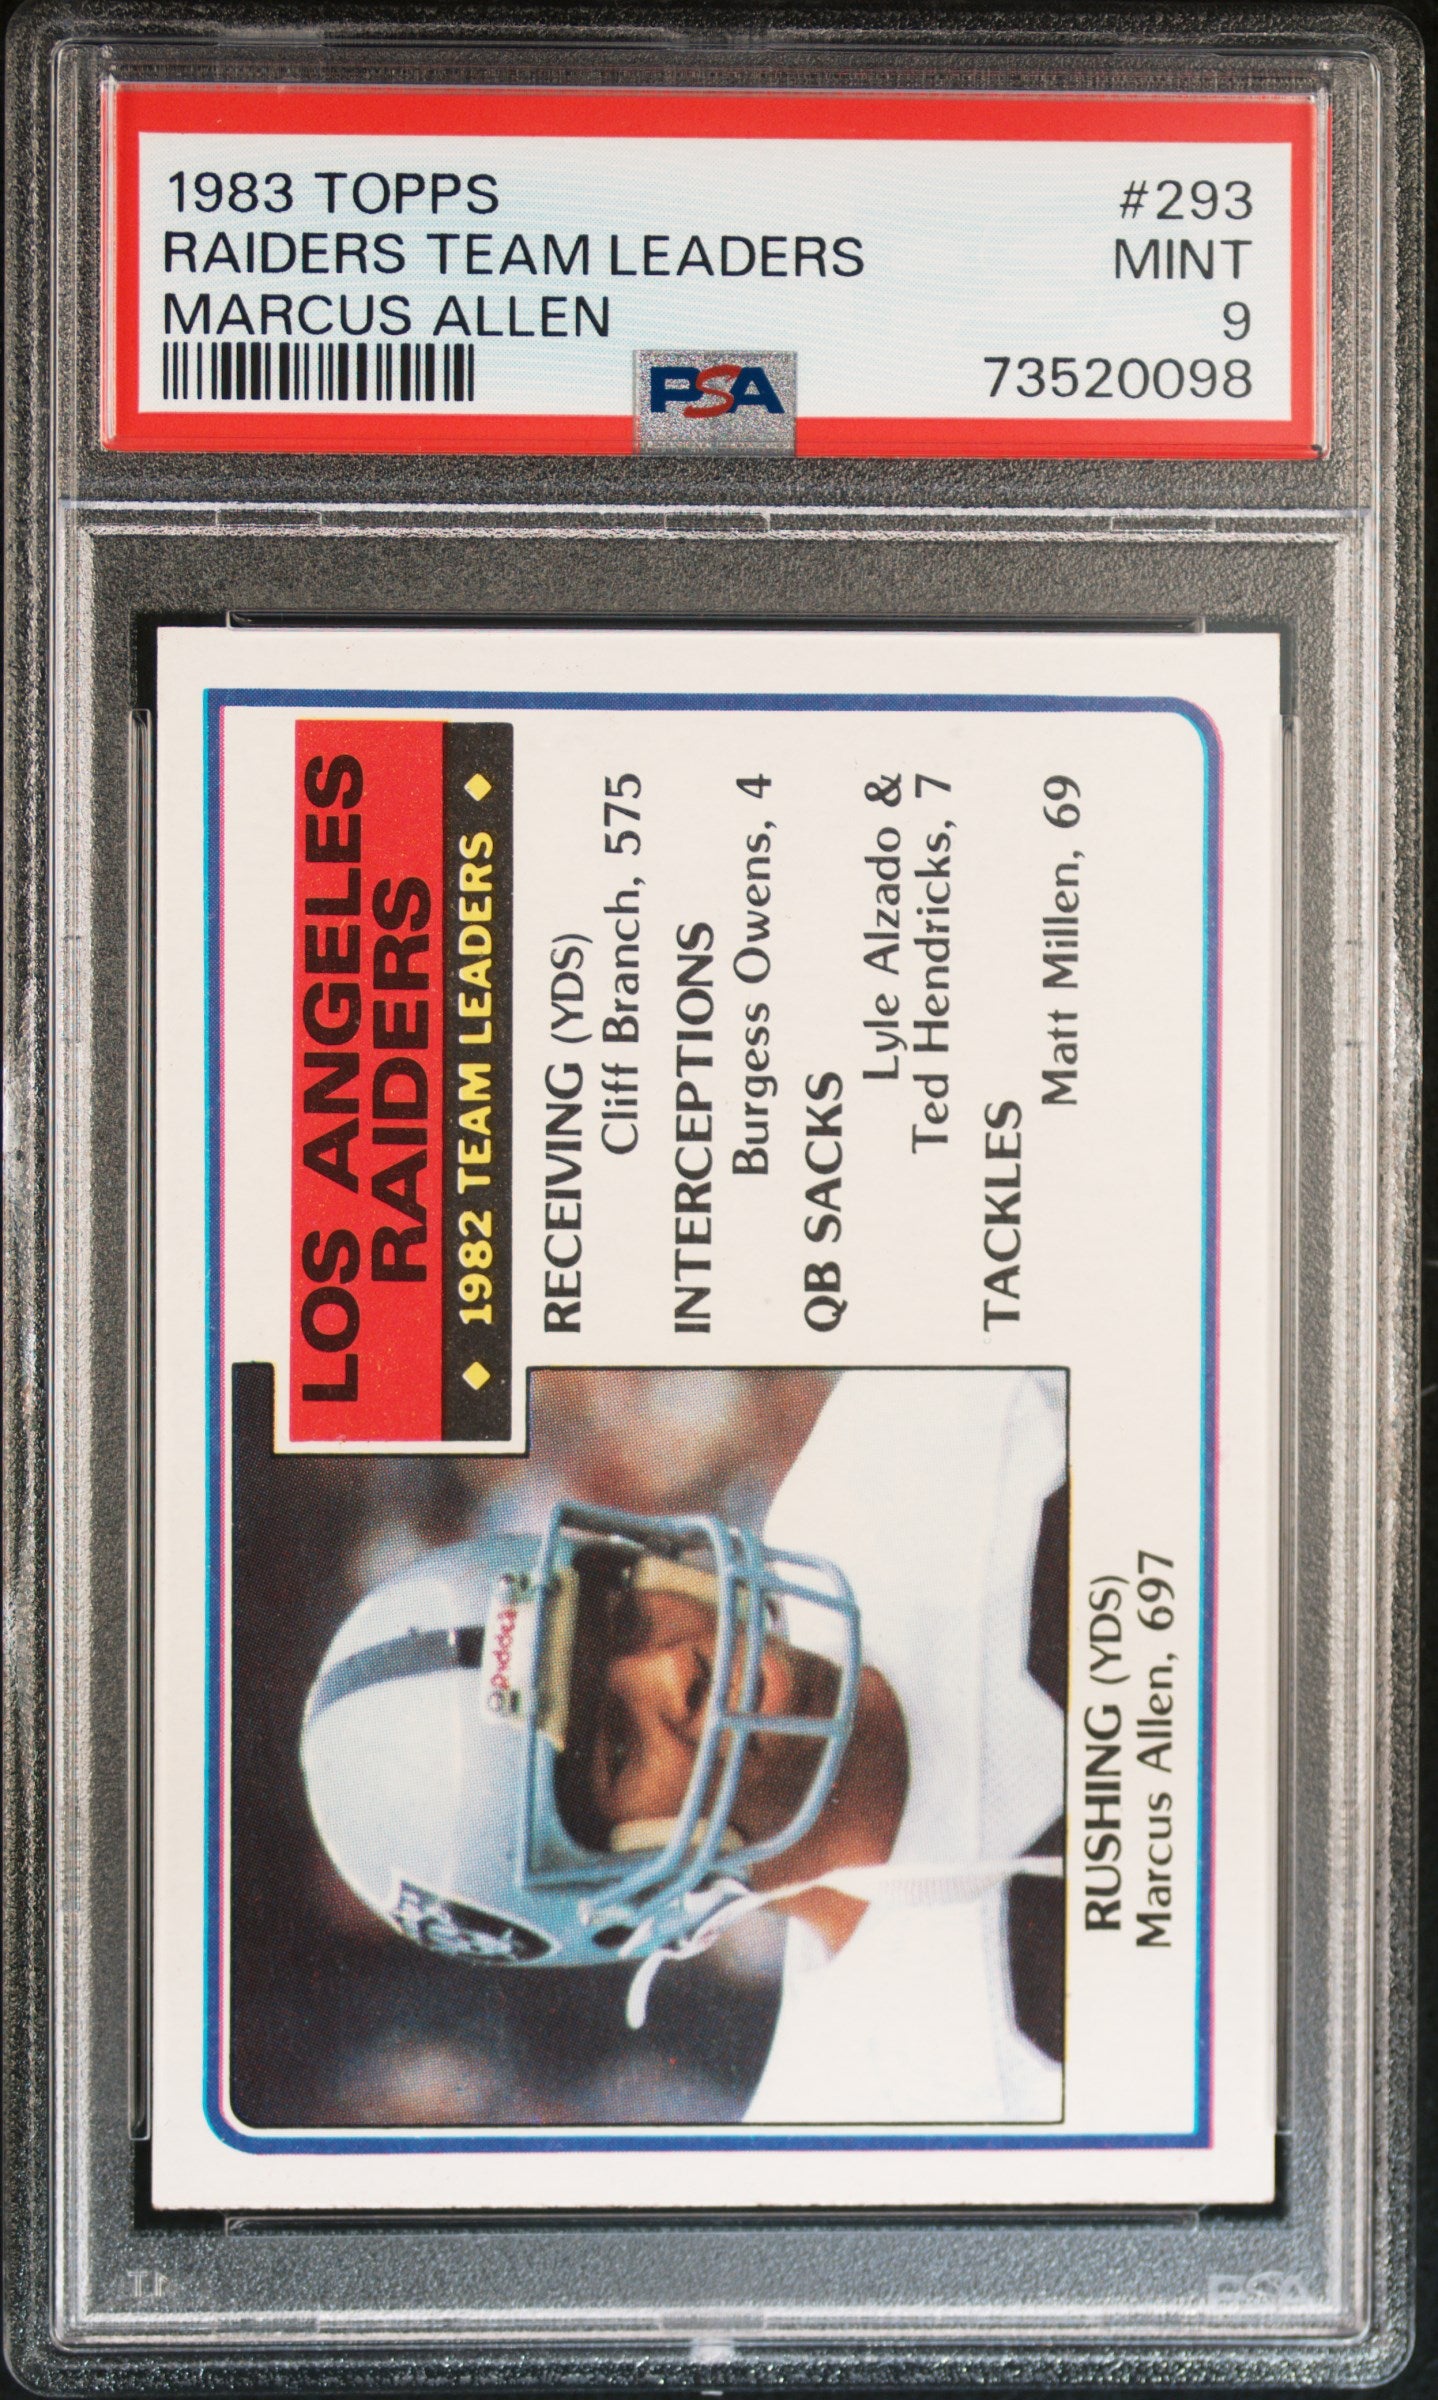 1983 TOPPS #293
RAIDERS TEAM LEADERS MINT
MARCUS ALLEN 9
73520098
PSA
LOS ANGELES
RAIDERS
1982 TEAM LEADERS
RECEIVING (YDS)
Cliff Branch, 575
INTERCEPTIONS
Burgess Owens, 4
QB SACKS
Lyle Alzado &
Ted Hendricks, 7
TACKLES
Matt Millen, 69
Riddell
RUSHING (YDS)
Marcus Allen, 697
PSA